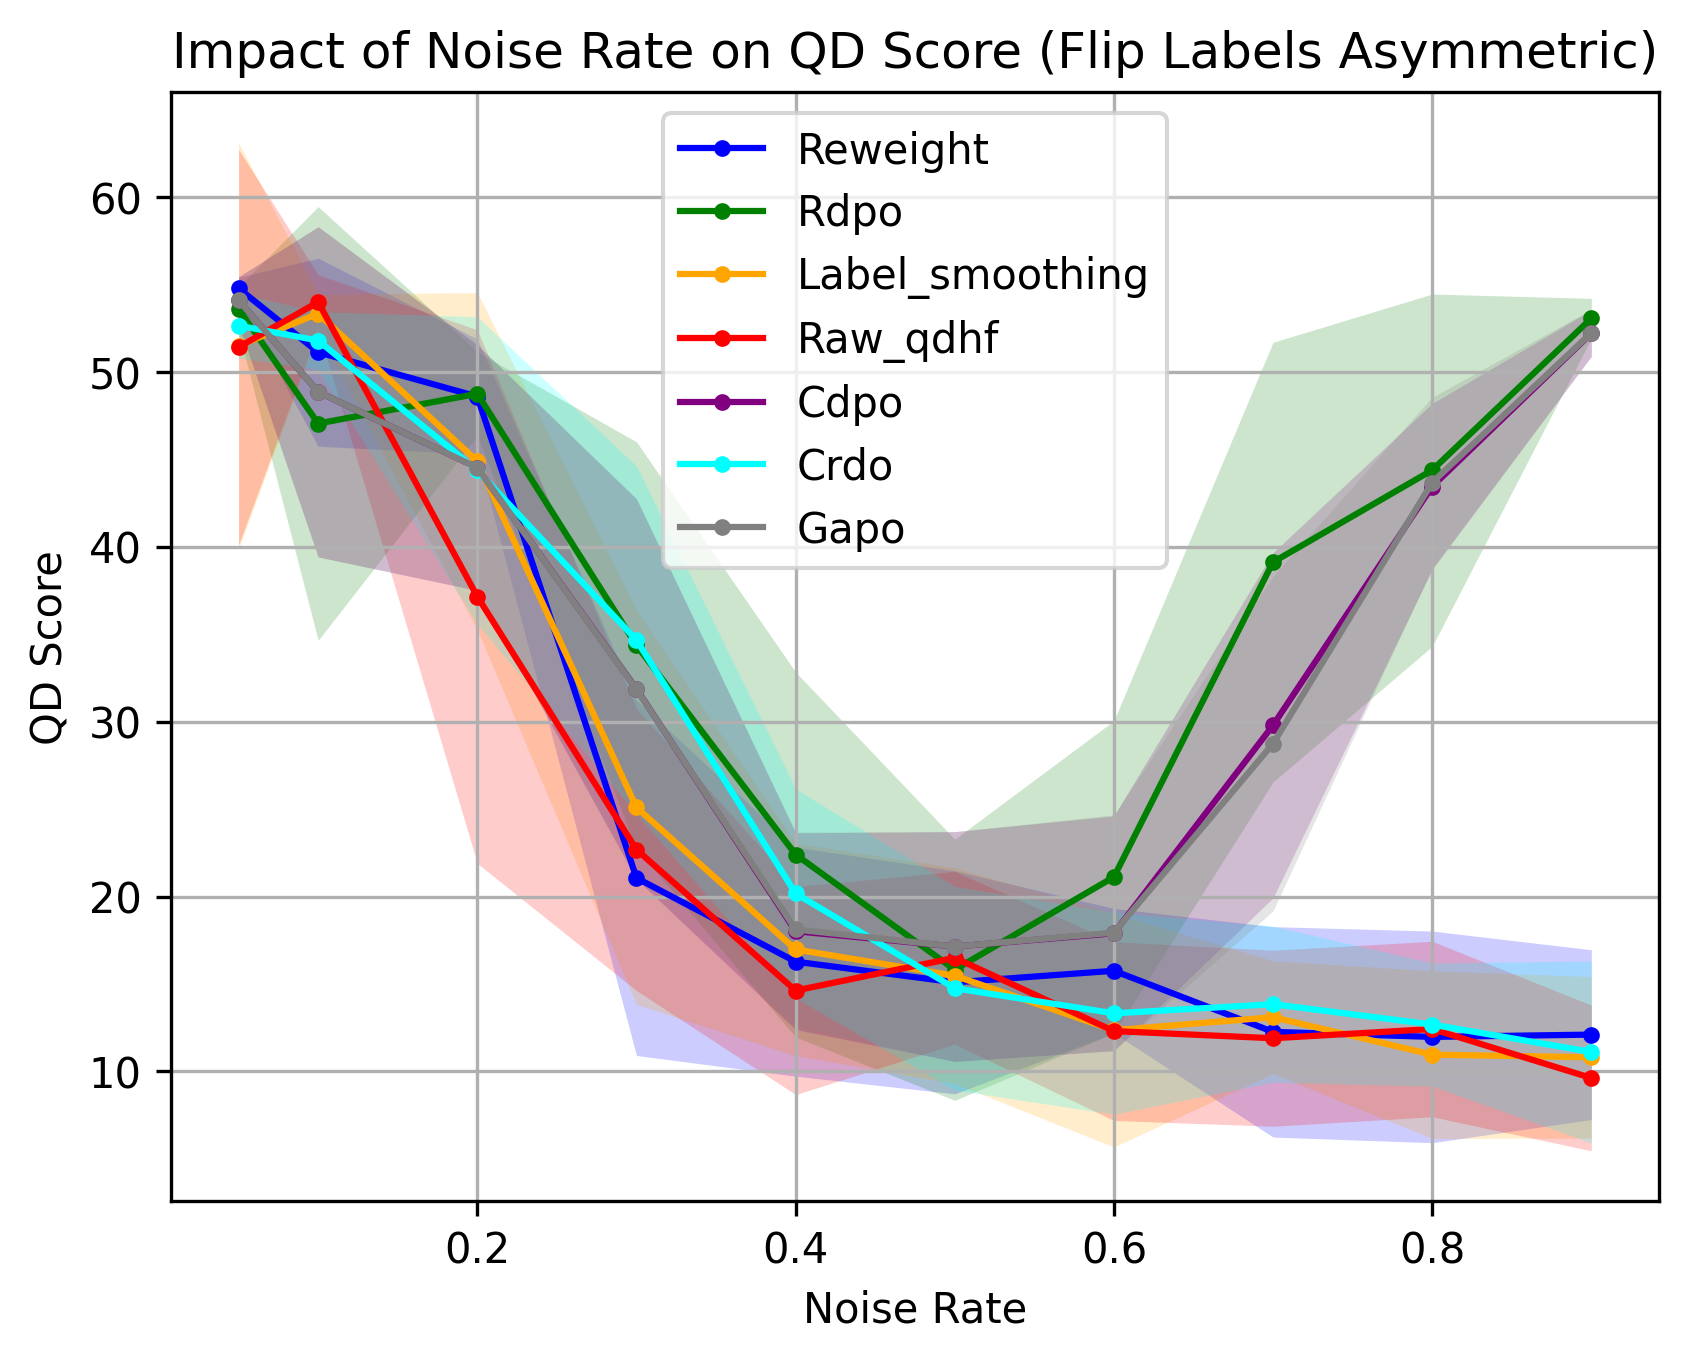 Impact of Noise Rate on QD Score (Flip Labels Asymmetric)
Reweight
Rdpo
Label_smoothing
Raw_qdhf
Cdpo
Crdo
Gapo
60
50
40
30
20
10
QD Score
0.2
0.4
0.6
0.8
Noise Rate